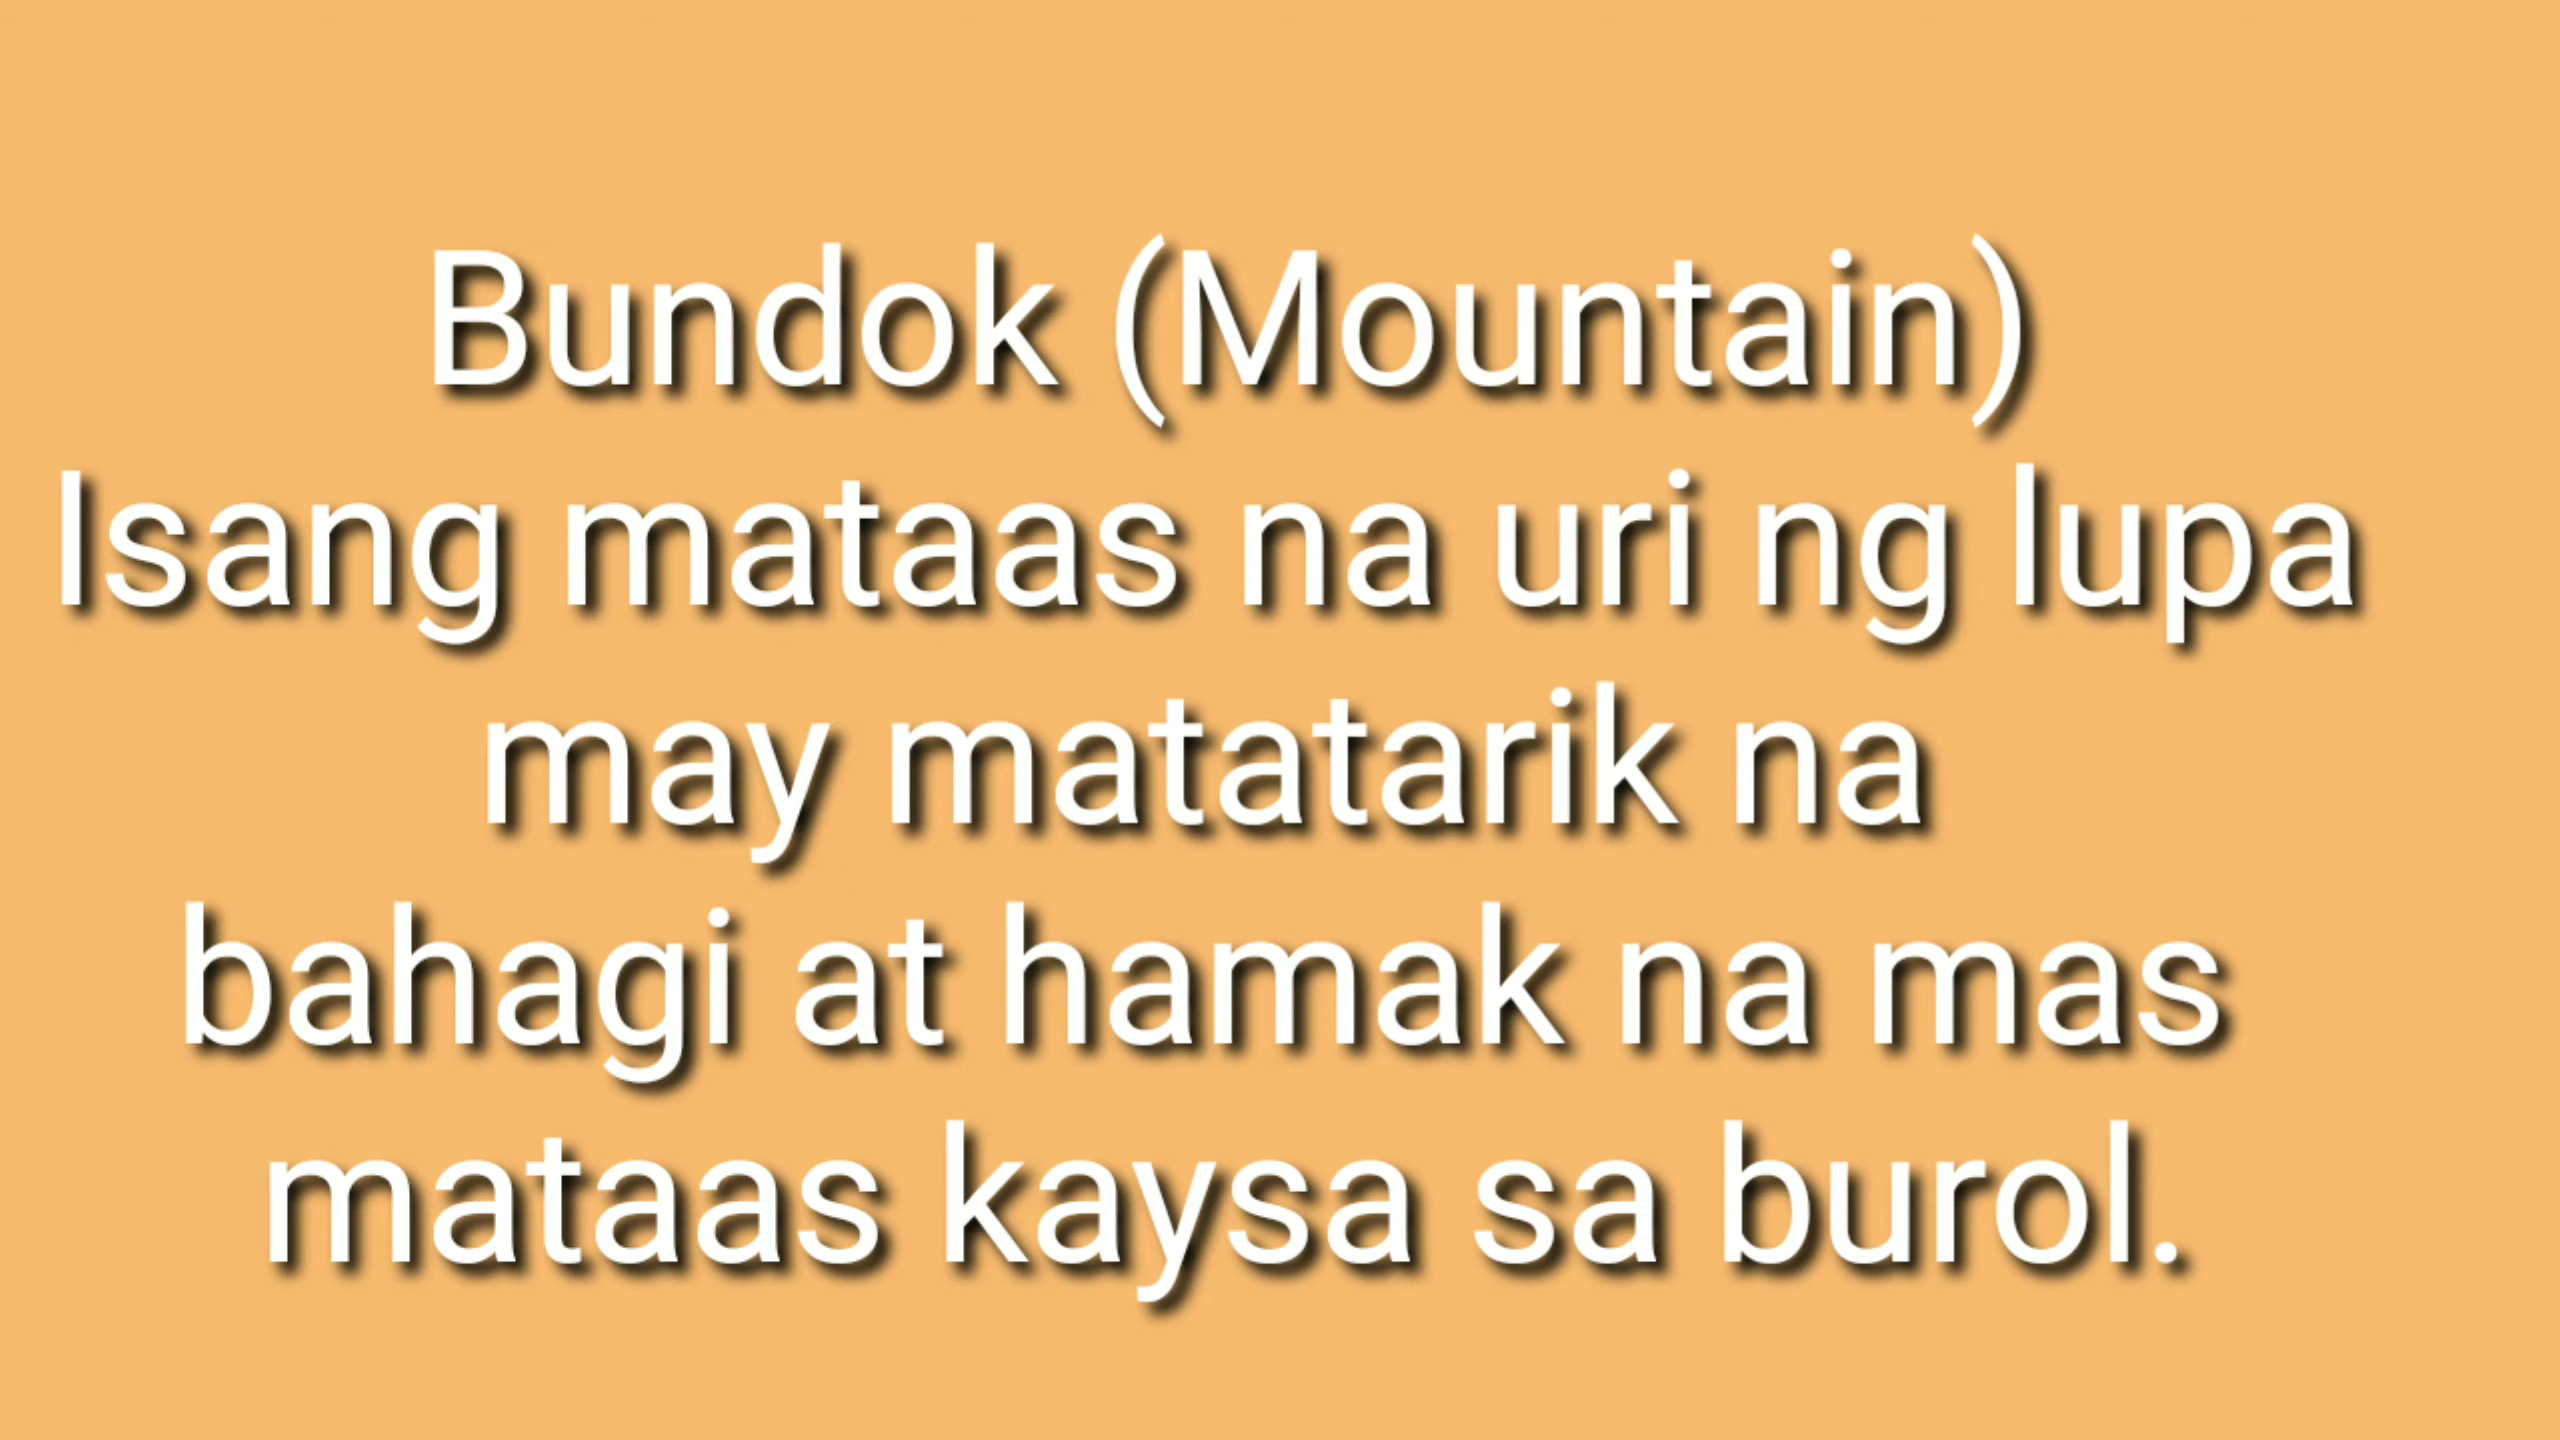 Bundok (Mountain)
Isang mataas na uri ng lupa
may matatarik na
bahagi at hamak na mas
mataas kaysa sa burol.